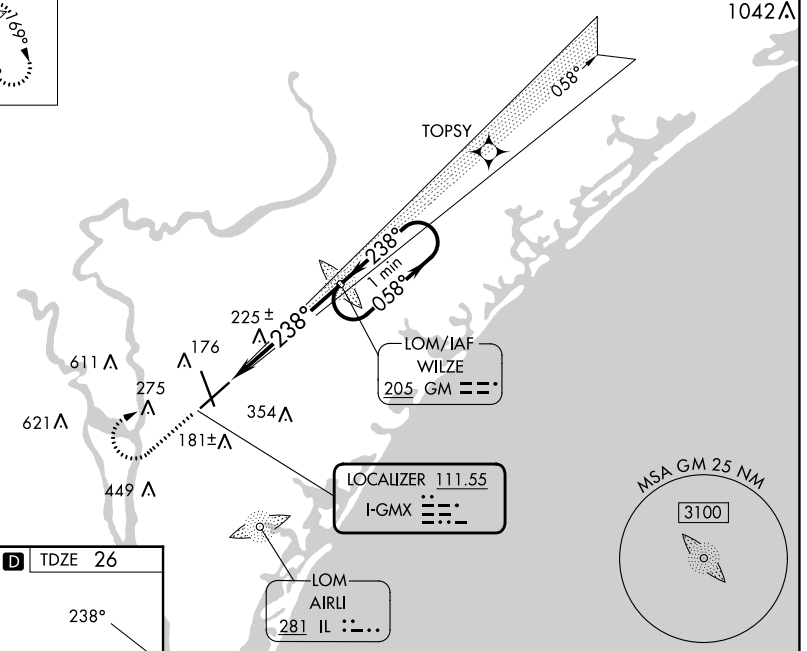 1042
169°
058°
TOPSY
238°
1 min
058°
225 ±
238°
LOM/IAF
WILZE
205 GM
176
611
275
621
354
181±
449
LOCALIZER 111.55
I-GMX
MSA GM 25 NM
3100
D TDZE 26
238°
LOM
AIRLI
281 IL